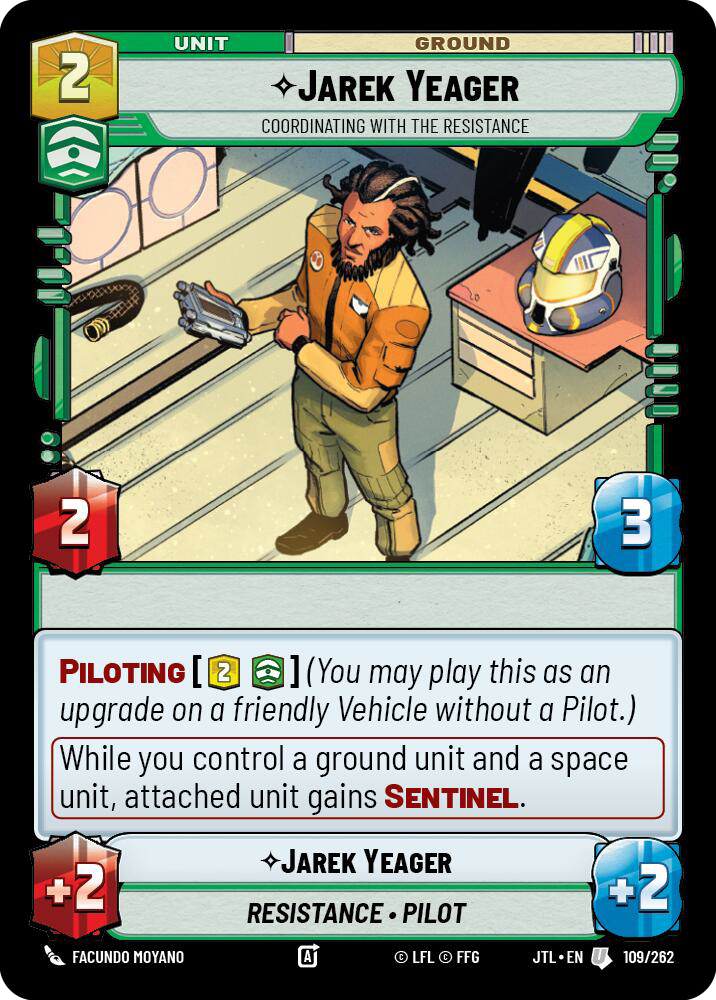 UNIT
GROUND
2
✧JAREK YEAGER
COORDINATING WITH THE RESISTANCE
2
3
PILOTING [2] (You may play this as an
upgrade on a friendly Vehicle without a Pilot.)
While you control a ground unit and a space
unit, attached unit gains SENTINEL.
+2
✧JAREK YEAGER
+2
RESISTANCE • PILOT
FACUNDO MOYANO
A
© LFL © FFG
JTL • EN
U
109/262